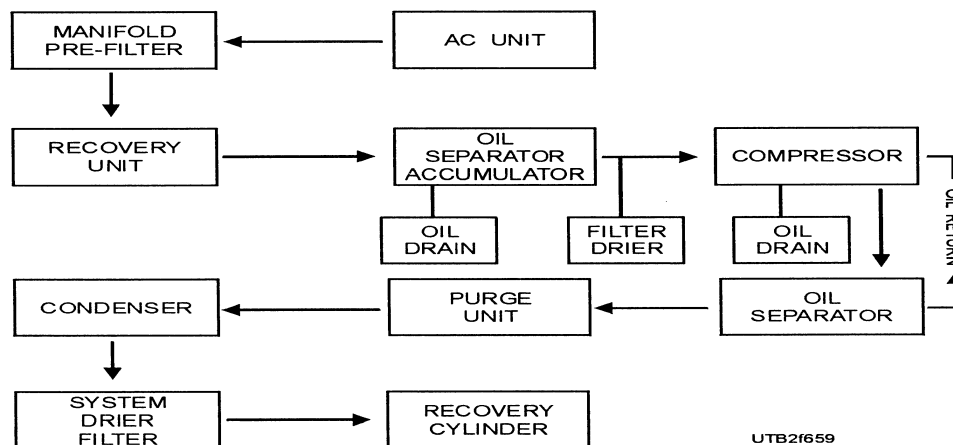 MANIFOLD
PRE-FILTER
AC UNIT
RECOVERY
UNIT
OIL
SEPARATOR
ACCUMULATOR
COMPRESSOR
OIL RETURN
OIL
DRAIN
FILTER
DRIER
OIL
DRAIN
CONDENSER
PURGE
UNIT
OIL
SEPARATOR
SYSTEM
DRIER
FILTER
RECOVERY
CYLINDER
UTB2f659